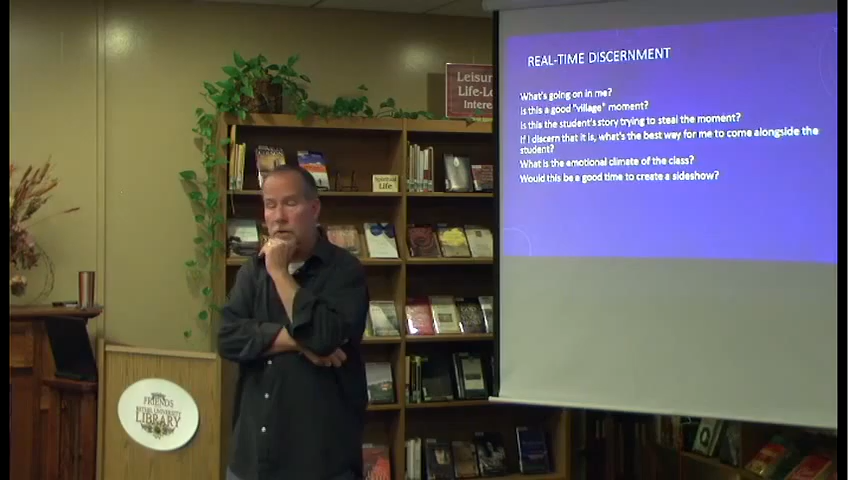 REAL-TIME DISCERNMENT
What's going on in me?
Is this a good "village" moment?
Is this the student's story trying to steal the moment?
If I discern that it is, what's the best way for me to come alongside the
student?
What is the emotional climate of the class?
Would this be a good time to create a sideshow?
Leisur
Life-Lo
Interes
Spiritual
Life
FRIENDS
BETHEL UNIVERSITY
LIBRARY